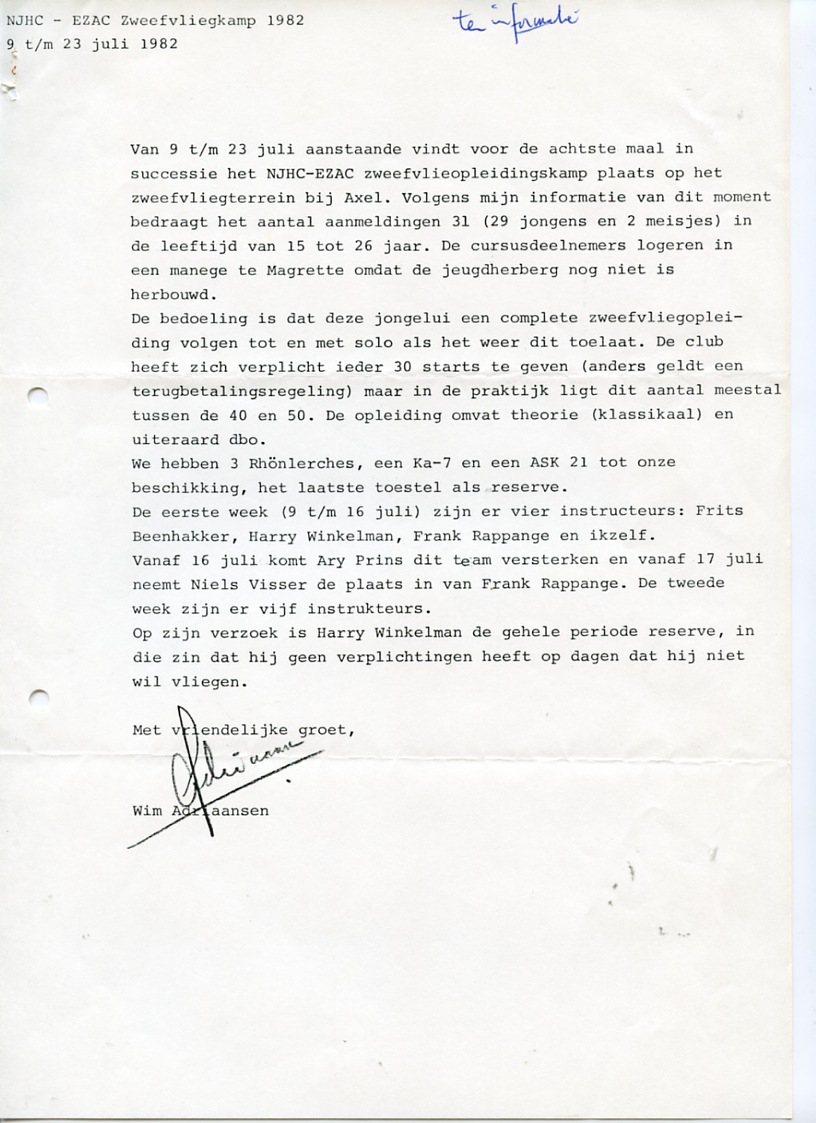 NJHC - EZAC Zweefvliegkamp 1982
ter informatie
9 t/m 23 juli 1982
Van 9 t/m 23 juli aanstaande vindt voor de achtste maal in
successie het NJHC-EZAC zweefvlieopleidingskamp plaats op het
zweefvliegterrein bij Axel. Volgens mijn informatie van dit moment
bedraagt het aantal aanmeldingen 31 (29 jongens en 2 meisjes) in
de leeftijd van 15 tot 26 jaar. De cursusdeelnemers logeren in
een manege te Magrette omdat de jeugdherberg nog niet is
herbouwd.
De bedoeling is dat deze jongelui een complete zweefvliegoplei-
ding volgen tot en met solo als het weer dit toelaat. De club
heeft zich verplicht ieder 30 starts te geven (anders geldt een
terugbetalingsregeling) maar in de praktijk ligt dit aantal meestal
tussen de 40 en 50. De opleiding omvat theorie (klassikaal) en
uiteraard dbo.
We hebben 3 Rhönlerches, een Ka-7 en een ASK 21 tot onze
beschikking, het laatste toestel als reserve.
De eerste week (9 t/m 16 juli) zijn er vier instructeurs: Frits
Beenhakker, Harry Winkelman, Frank Rappange en ikzelf.
Vanaf 16 juli komt Ary Prins dit team versterken en vanaf 17 juli
neemt Niels Visser de plaats in van Frank Rappange. De tweede
week zijn er vijf instrukteurs.
Op zijn verzoek is Harry Winkelman de gehele periode reserve, in
die zin dat hij geen verplichtingen heeft op dagen dat hij niet
wil vliegen.
Met vriendelijke groet,
Wim Adriaansen